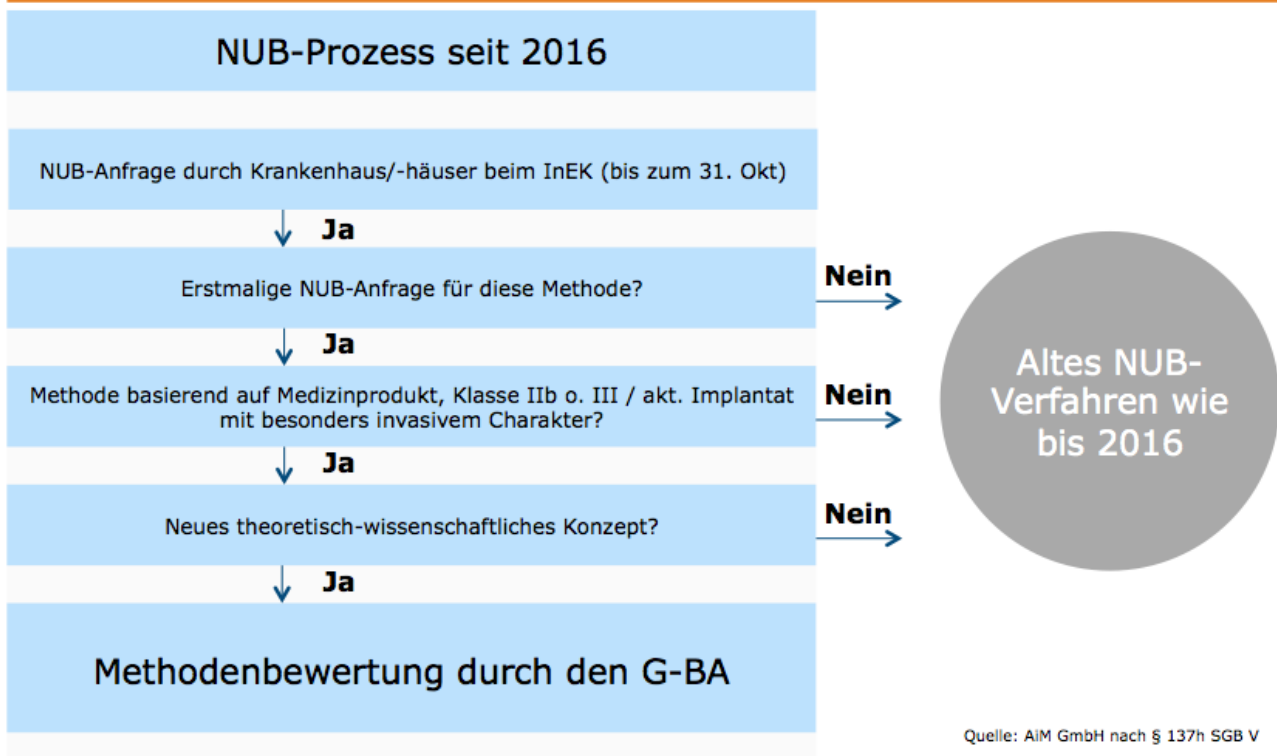 NUB-Prozess seit 2016
NUB-Anfrage durch Krankenhaus/-häuser beim InEK (bis zum 31. Okt)
Ja
Erstmalige NUB-Anfrage für diese Methode?
Nein
Ja
Methode basierend auf Medizinprodukt, Klasse IIb o. III / akt. Implantat
mit besonders invasivem Charakter?
Nein
Ja
Neues theoretisch-wissenschaftliches Konzept?
Nein
Ja
Methodenbewertung durch den G-BA
Altes NUB-
Verfahren wie
bis 2016
Quelle: AiM GmbH nach § 137h SGB V